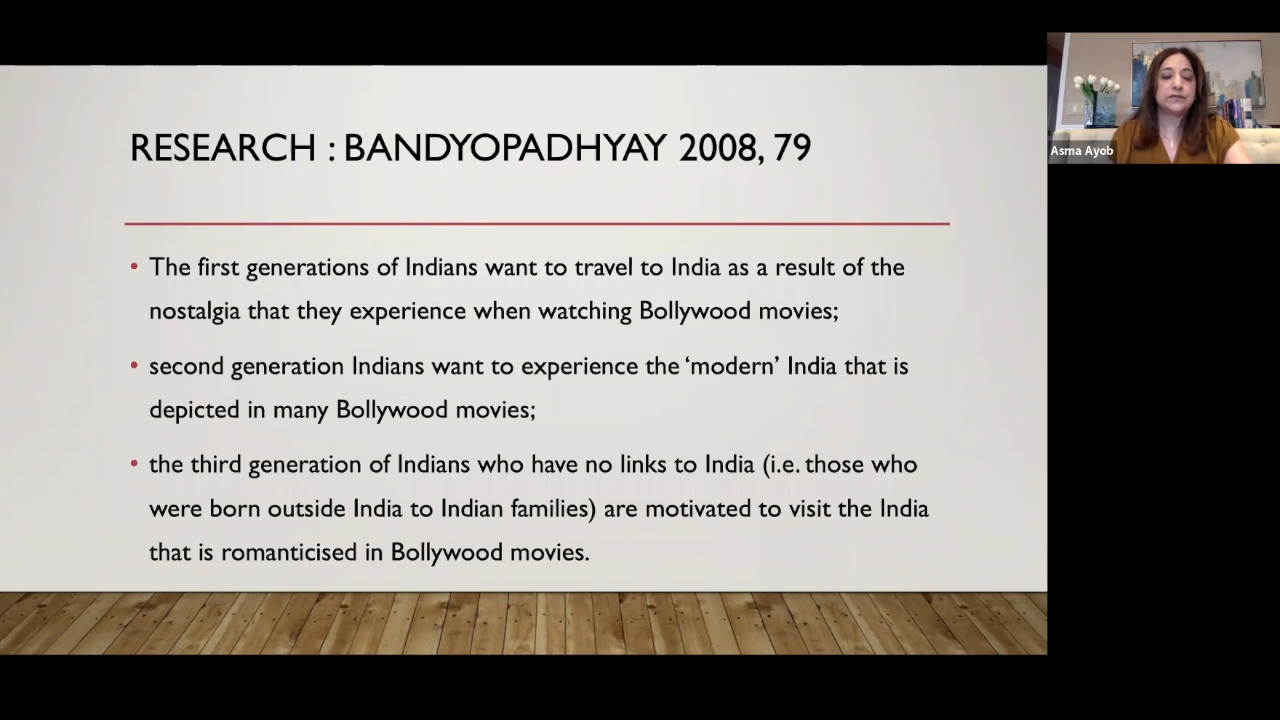 RESEARCH : BANDYOPADHYAY 2008, 79
• The first generations of Indians want to travel to India as a result of the
nostalgia that they experience when watching Bollywood movies;
• second generation Indians want to experience the ‘modern’ India that is
depicted in many Bollywood movies;
• the third generation of Indians who have no links to India (i.e. those who
were born outside India to Indian families) are motivated to visit the India
that is romanticised in Bollywood movies.
Asma Ayob